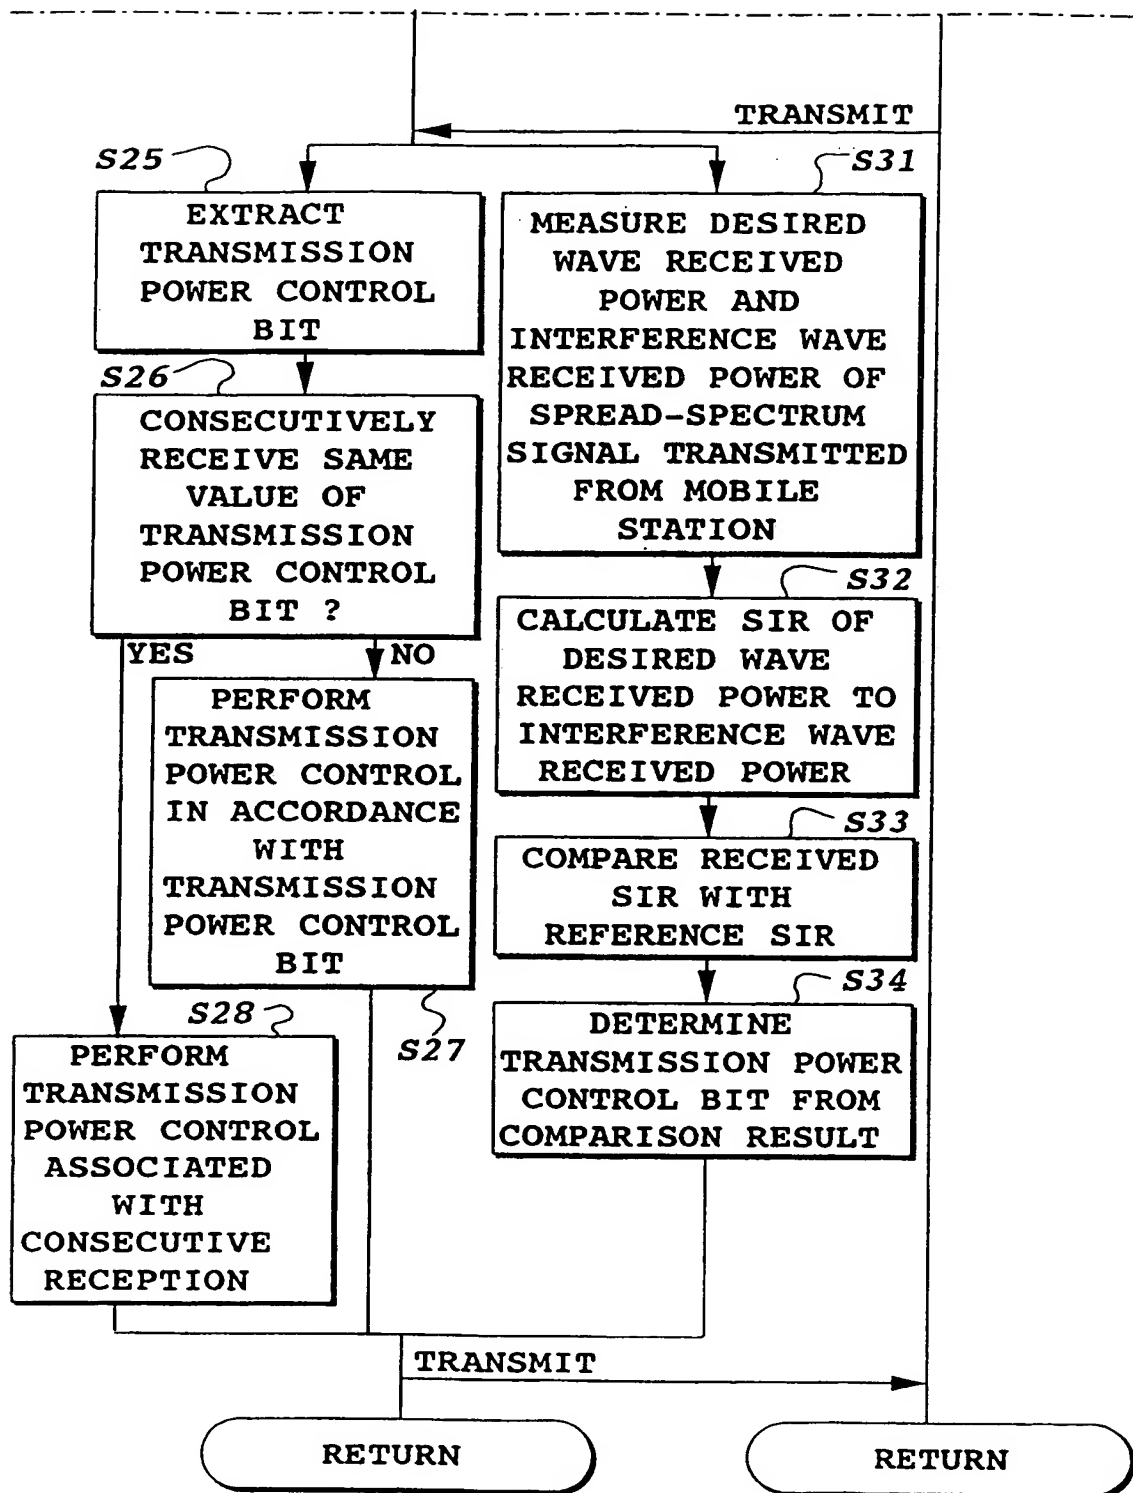 TRANSMIT
S25
EXTRACT
TRANSMISSION
POWER CONTROL
BIT
S26
CONSECUTIVELY
RECEIVE SAME
VALUE OF
TRANSMISSION
POWER CONTROL
BIT ?
YES
NO
PERFORM
TRANSMISSION
POWER CONTROL
IN ACCORDANCE
WITH
TRANSMISSION
POWER CONTROL
BIT
S27
S28
PERFORM
TRANSMISSION
POWER CONTROL
ASSOCIATED
WITH
CONSECUTIVE
RECEPTION
S31
MEASURE DESIRED
WAVE RECEIVED
POWER AND
INTERFERENCE WAVE
RECEIVED POWER OF
SPREAD-SPECTRUM
SIGNAL TRANSMITTED
FROM MOBILE
STATION
S32
CALCULATE SIR OF
DESIRED WAVE
RECEIVED POWER TO
INTERFERENCE WAVE
RECEIVED POWER
S33
COMPARE RECEIVED
SIR WITH
REFERENCE SIR
S34
DETERMINE
TRANSMISSION POWER
CONTROL BIT FROM
COMPARISON RESULT
TRANSMIT
RETURN
RETURN